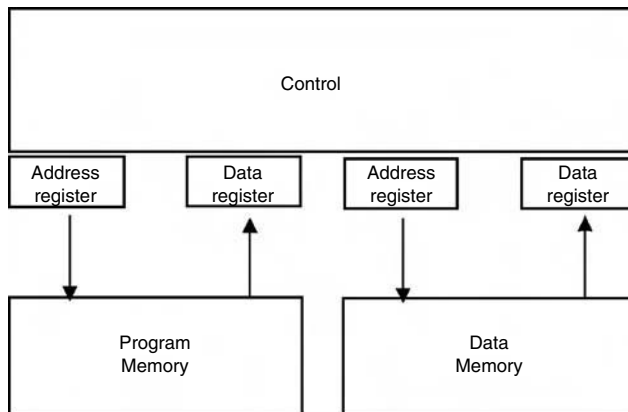 Control
Address
register
Data
register
Address
register
Data
register
Program
Memory
Data
Memory